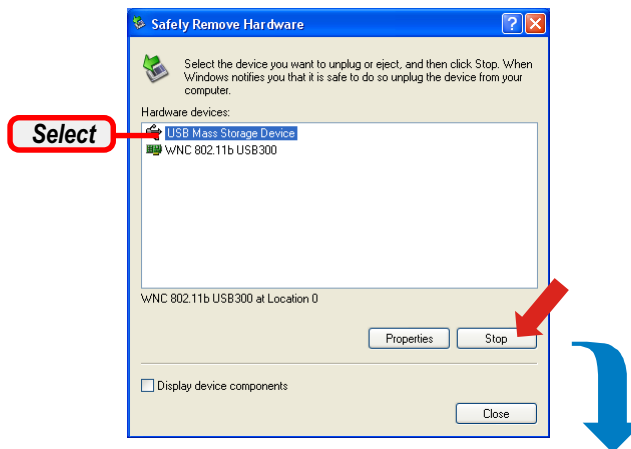 Safely Remove Hardware
Select the device you want to unplug or eject, and then click Stop. When
Windows notifies you that it is safe to do so unplug the device from your
computer.
Hardware devices:
Select
USB Mass Storage Device
WNC 802.11b USB300
WNC 802.11b USB300 at Location 0
Properties
Stop
Display device components
Close